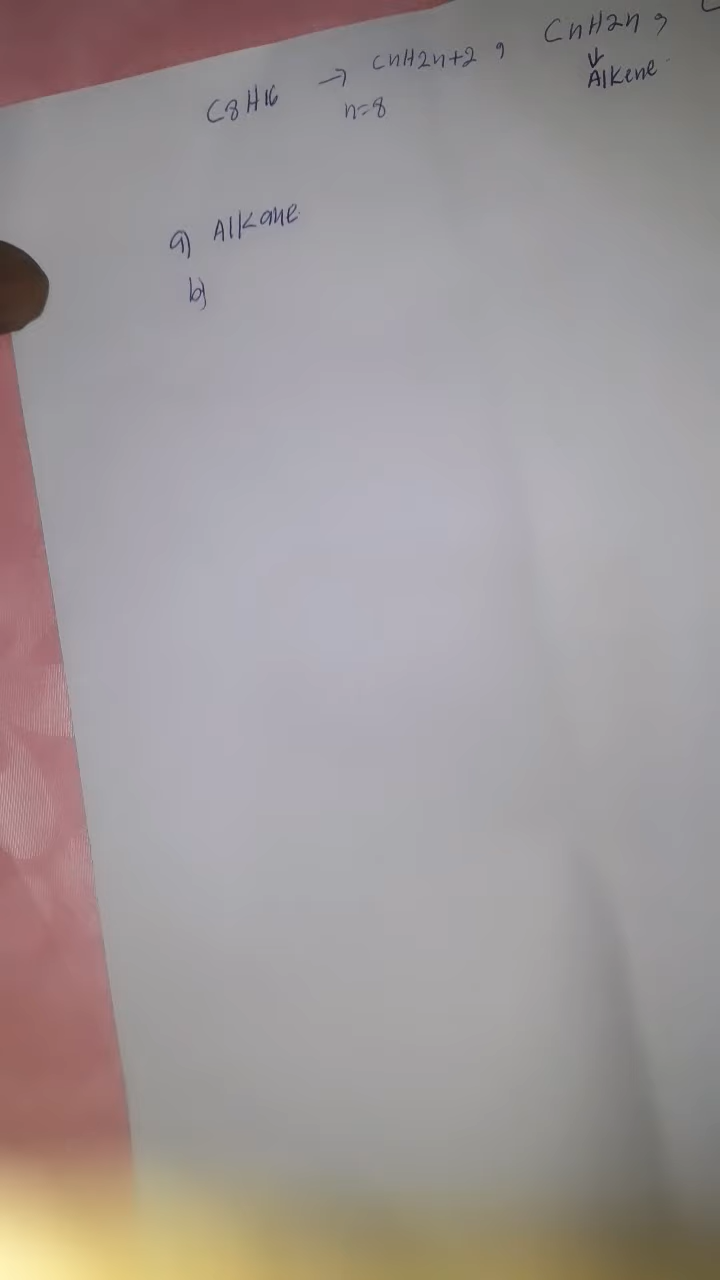 C8H16 → CnH2n+2 , CnH2n ,
n=8 ↓
Alkene
a) Alkane
b)